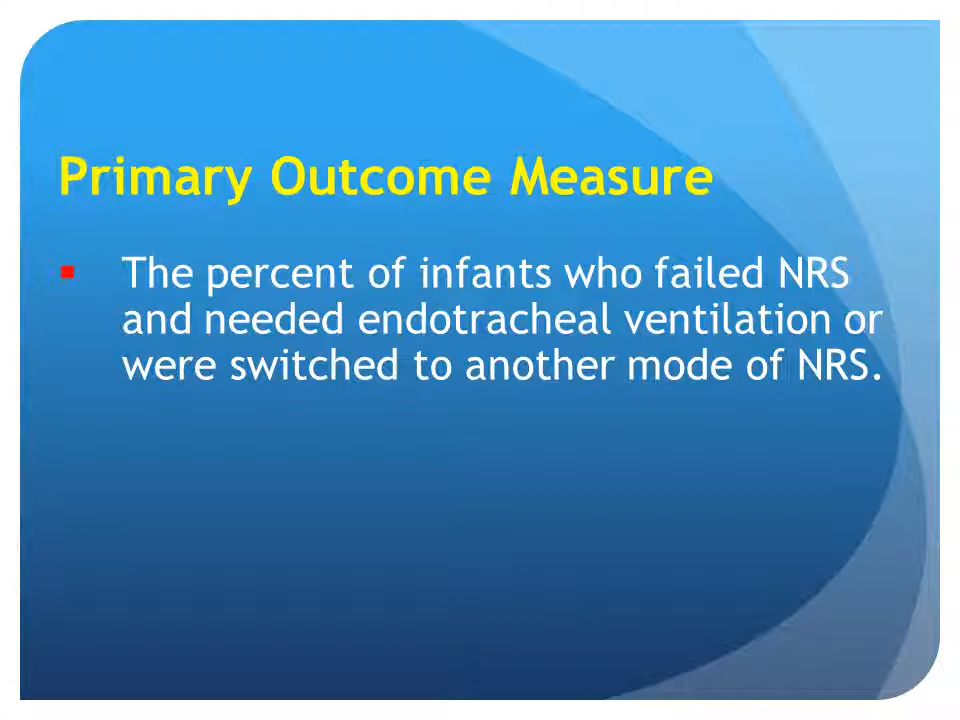 Primary Outcome Measure
The percent of infants who failed NRS
and needed endotracheal ventilation or
were switched to another mode of NRS.